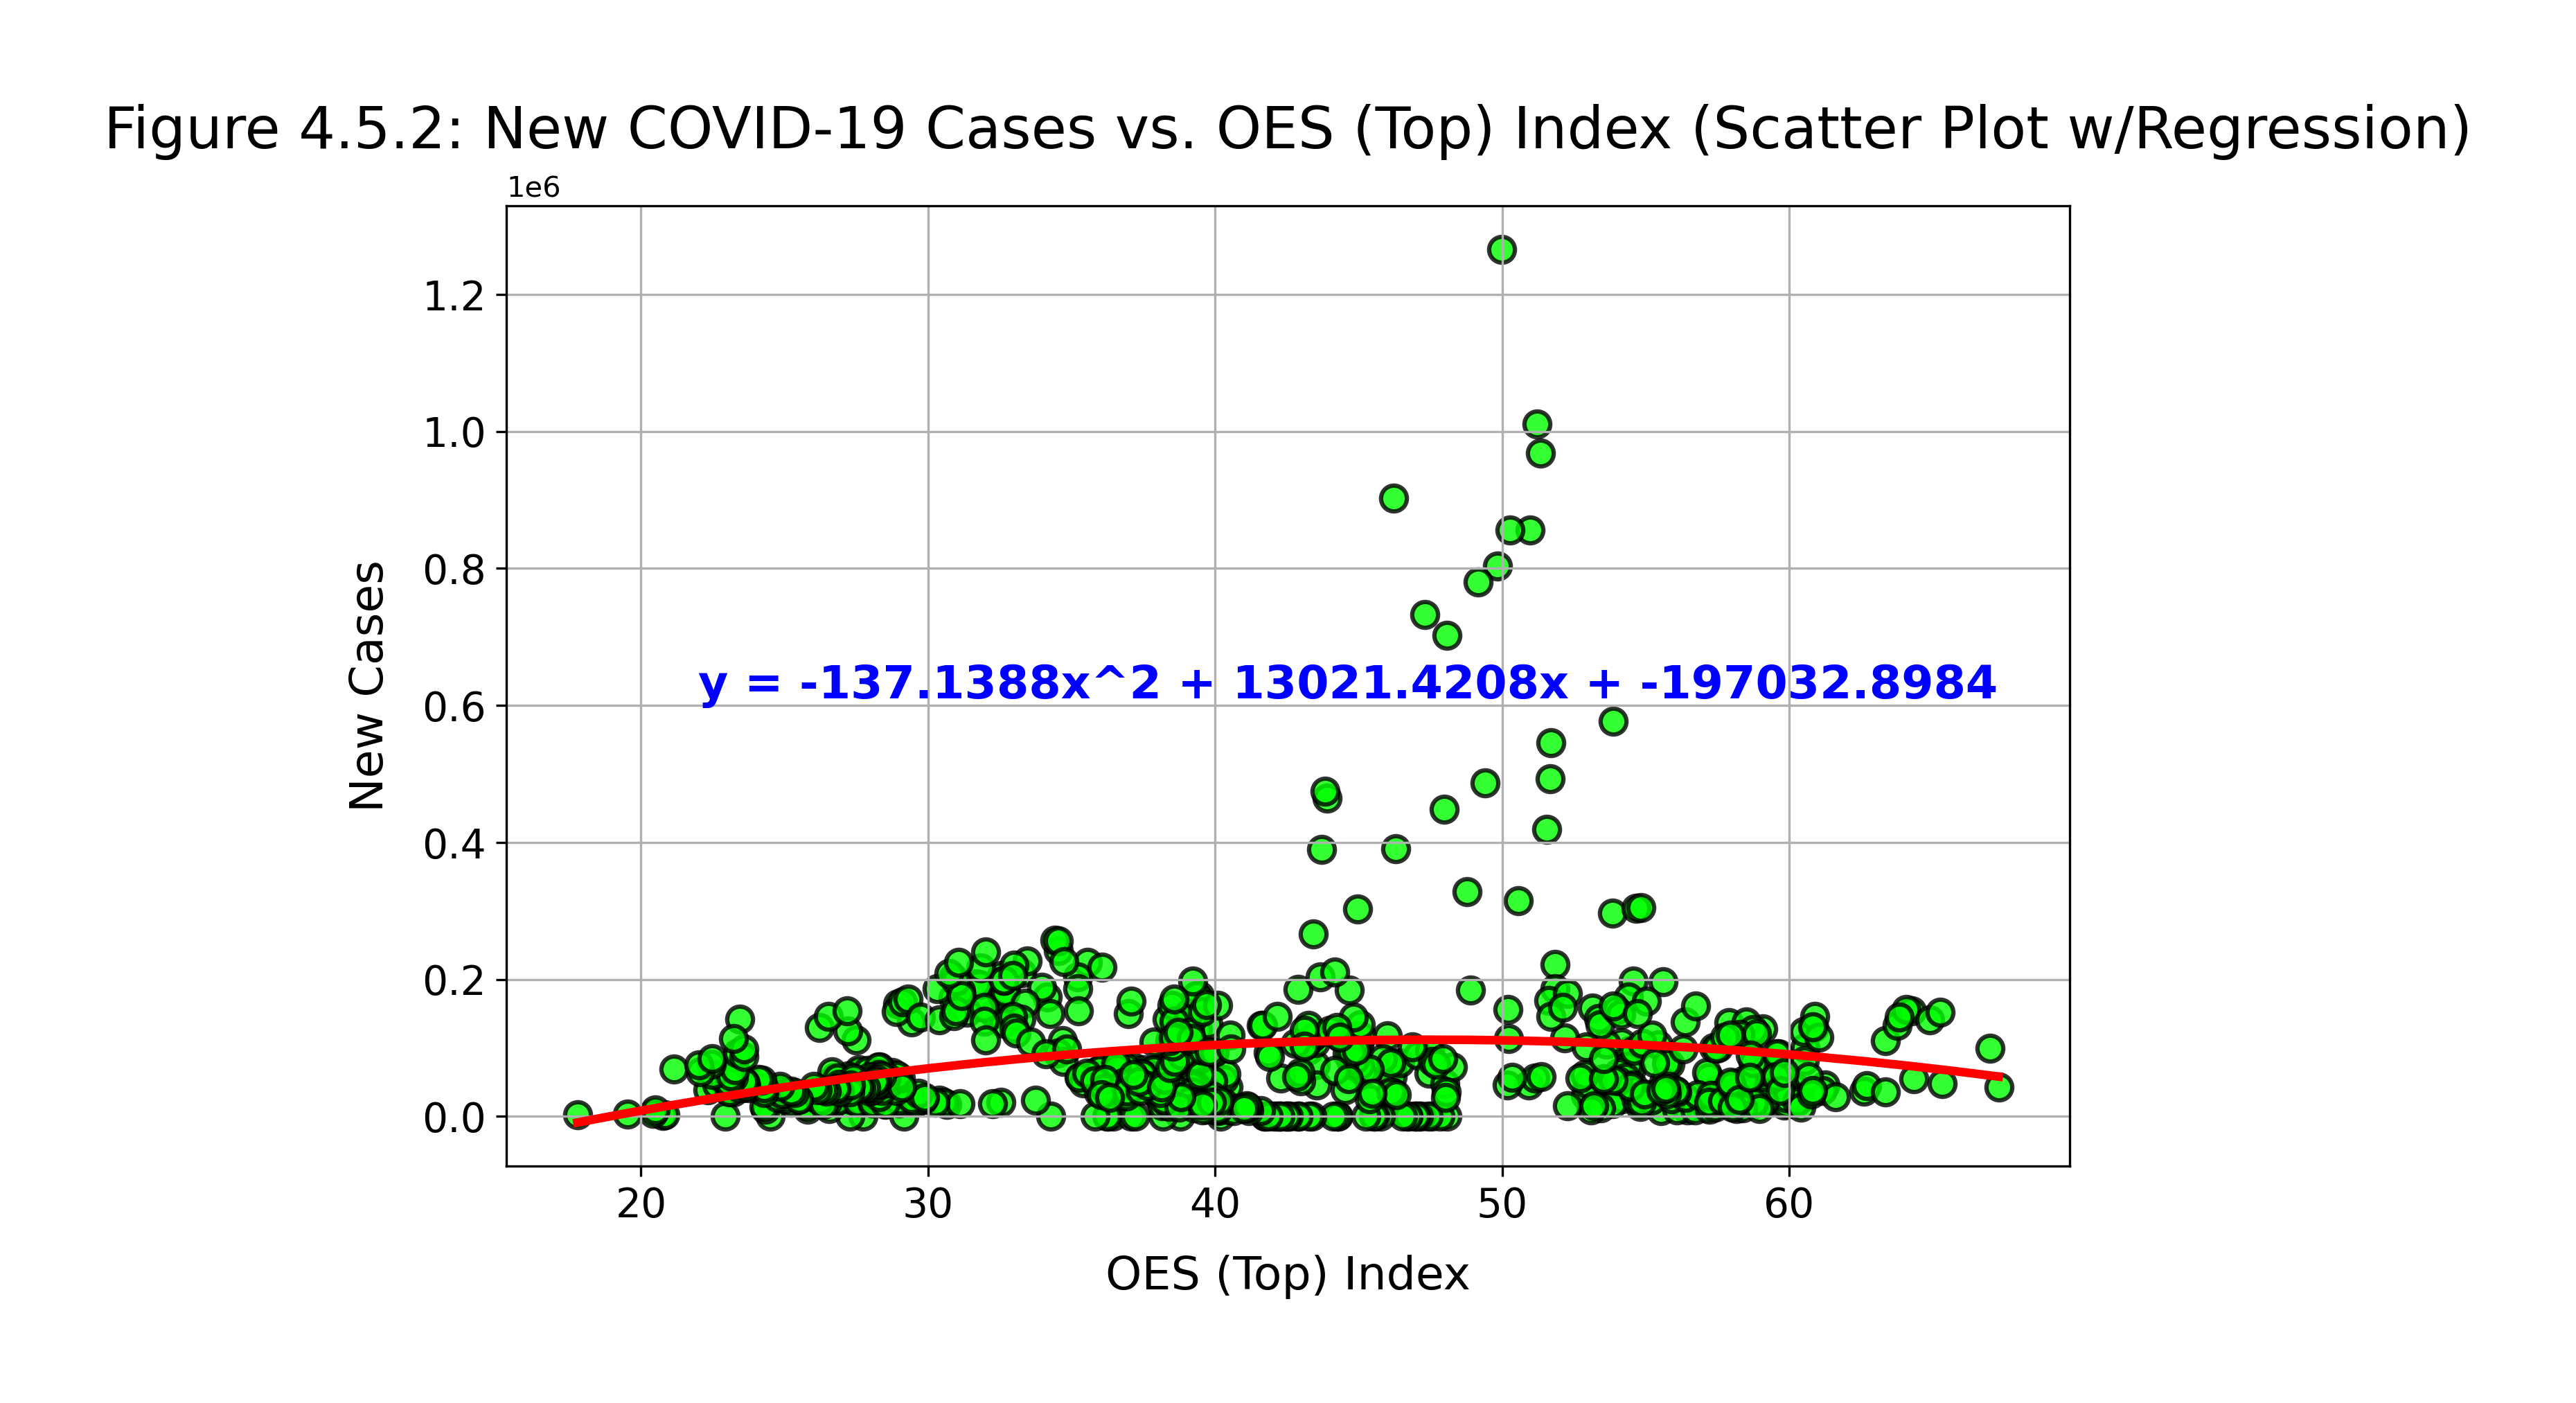 Figure 4.5.2: New COVID-19 Cases vs. OES (Top) Index (Scatter Plot w/Regression)
1e6
1.2
1.0
0.8
0.6
0.4
0.2
0.0
New Cases
y = -137.1388x^2 + 13021.4208x + -197032.8984
20 30 40 50 60
OES (Top) Index